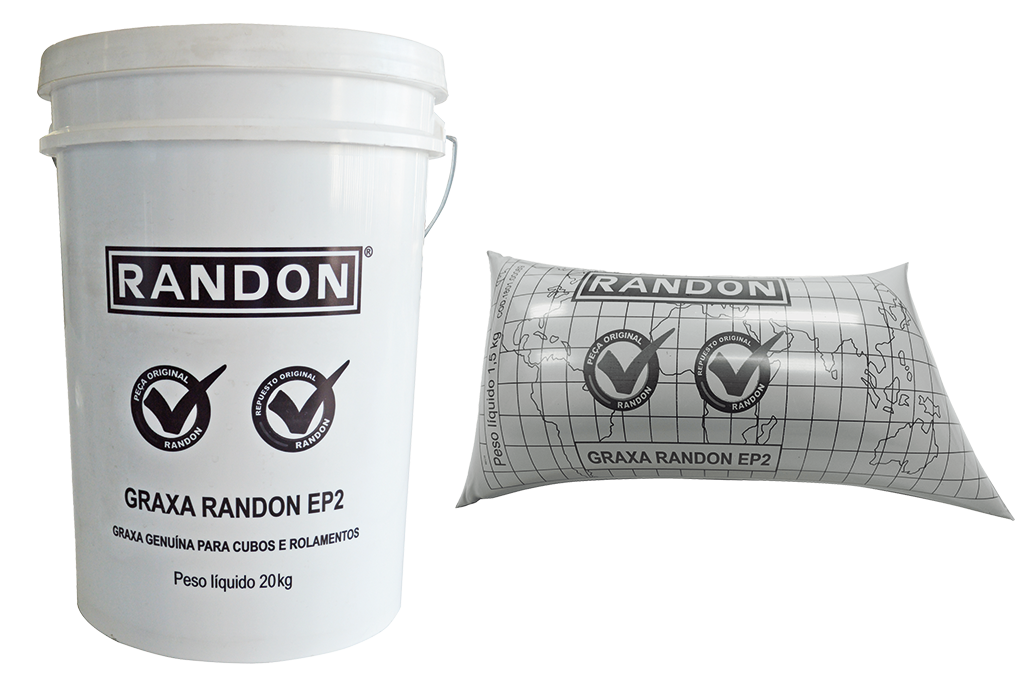 RANDON®
PEÇA ORIGINAL
RANDON
REPUESTO ORIGINAL
RANDON
GRAXA RANDON EP2
GRAXA GENUÍNA PARA CUBOS E ROLAMENTOS
Peso líquido 20kg
RANDON
PEÇA ORIGINAL
RANDON
REPUESTO ORIGINAL
RANDON
GRAXA RANDON EP2
Peso líquido 1,5 kg